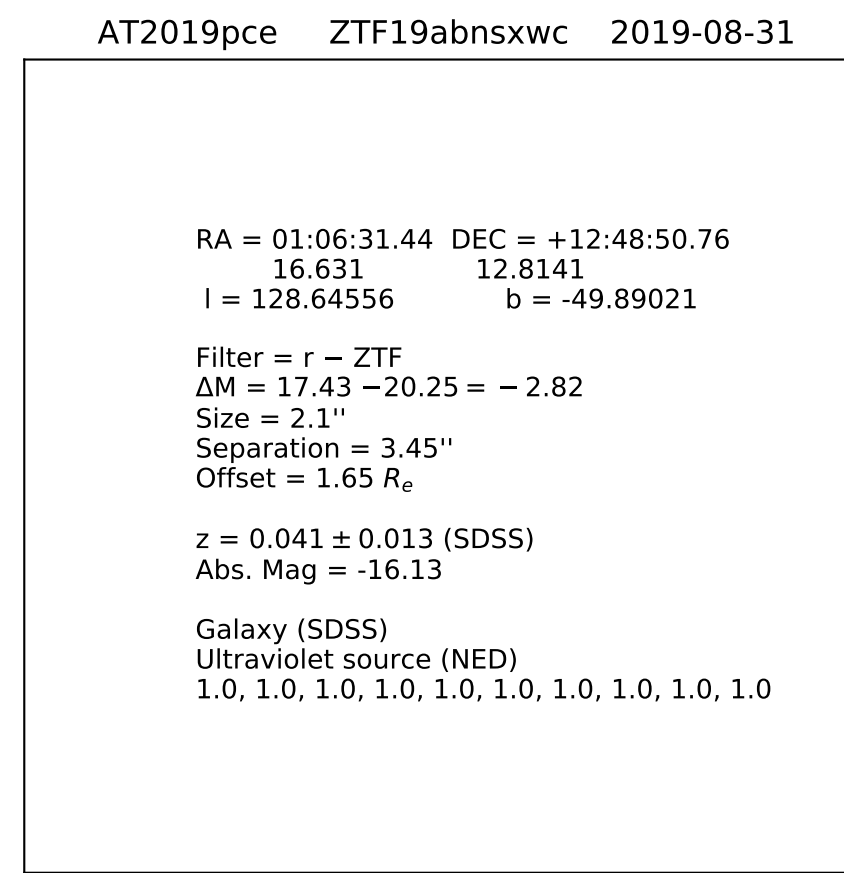 AT2019pce ZTF19abnsxwc 2019-08-31
RA = 01:06:31.44 DEC = +12:48:50.76
16.631 12.8141
l = 128.64556 b = -49.89021
Filter = r − ZTF
ΔM = 17.43 −20.25 = − 2.82
Size = 2.1''
Separation = 3.45''
Offset = 1.65 Rₑ
z = 0.041 ± 0.013 (SDSS)
Abs. Mag = -16.13
Galaxy (SDSS)
Ultraviolet source (NED)
1.0, 1.0, 1.0, 1.0, 1.0, 1.0, 1.0, 1.0, 1.0, 1.0